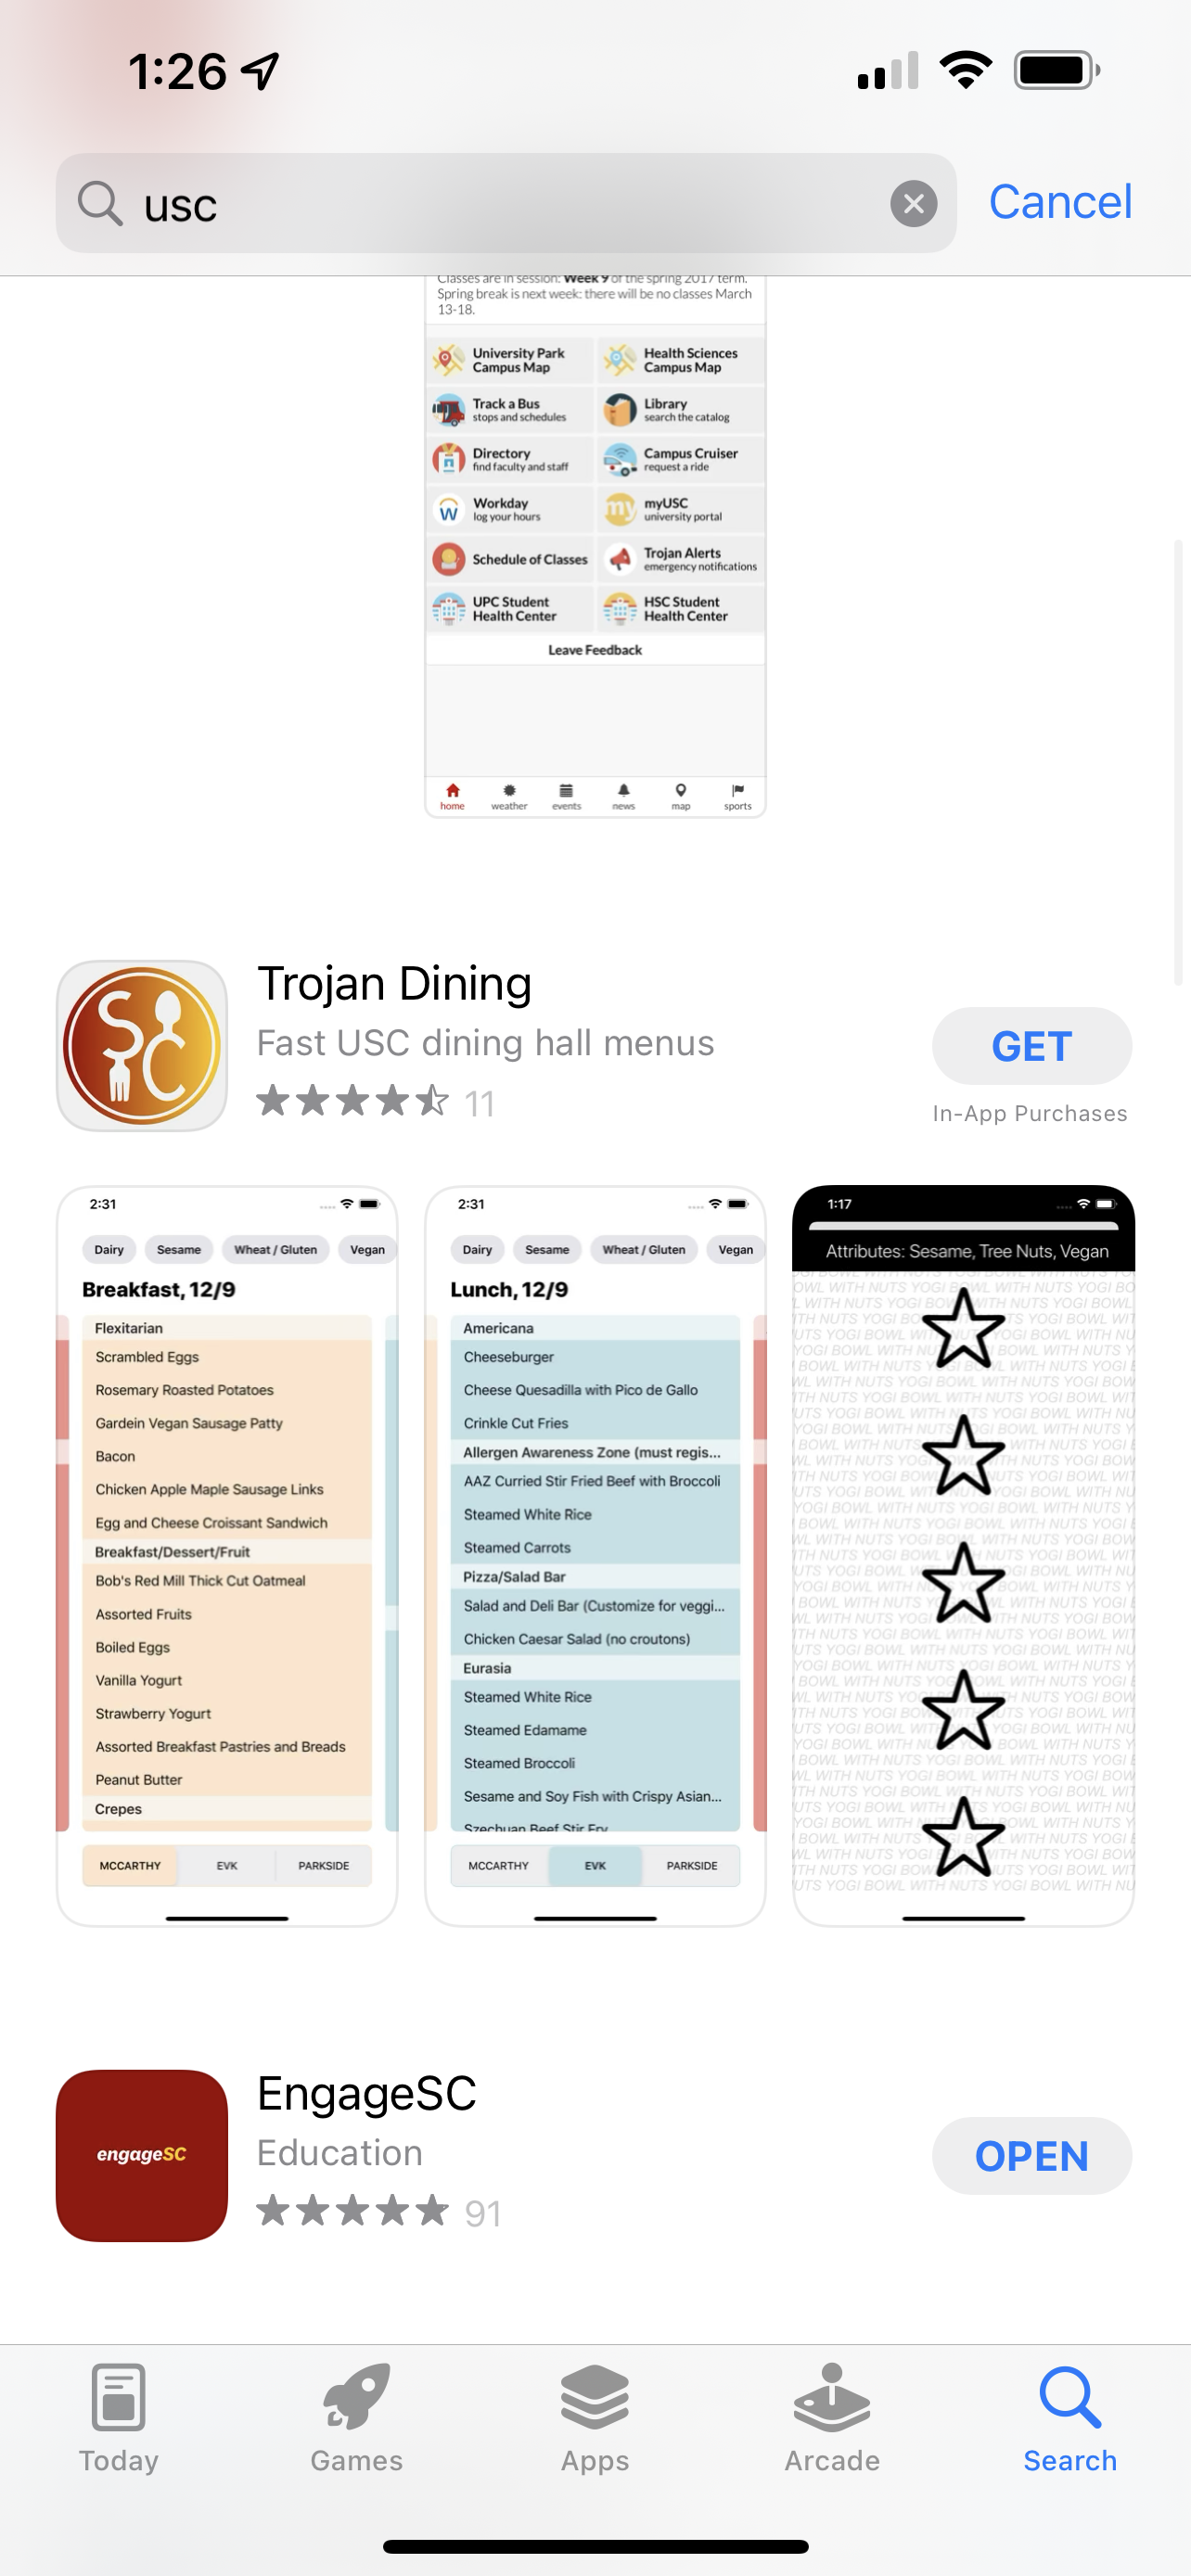 1:26
usc
Cancel
Classes are in session: Week 9 of the spring 2017 term.
Spring break is next week: there will be no classes March
13-18.
University Park
Campus Map
Health Sciences
Campus Map
Track a Bus
stops and schedules
Library
search the catalog
Directory
find faculty and staff
Campus Cruiser
request a ride
W
Workday
log your hours
my
myUSC
university portal
Schedule of Classes
Trojan Alerts
emergency notifications
UPC Student
Health Center
HSC Student
Health Center
Leave Feedback
home
weather
events
news
map
sports
SC
Trojan Dining
Fast USC dining hall menus
11
GET
In-App Purchases
2:31
Dairy
Sesame
Wheat / Gluten
Vegan
Breakfast, 12/9
Flexitarian
Scrambled Eggs
Rosemary Roasted Potatoes
Gardein Vegan Sausage Patty
Bacon
Chicken Apple Maple Sausage Links
Egg and Cheese Croissant Sandwich
Breakfast/Dessert/Fruit
Bob's Red Mill Thick Cut Oatmeal
Assorted Fruits
Boiled Eggs
Vanilla Yogurt
Strawberry Yogurt
Assorted Breakfast Pastries and Breads
Peanut Butter
Crepes
MCCARTHY
EVK
PARKSIDE
2:31
Dairy
Sesame
Wheat / Gluten
Vegan
Lunch, 12/9
Americana
Cheeseburger
Cheese Quesadilla with Pico de Gallo
Crinkle Cut Fries
Allergen Awareness Zone (must regis...
AAZ Curried Stir Fried Beef with Broccoli
Steamed White Rice
Steamed Carrots
Pizza/Salad Bar
Salad and Deli Bar (Customize for veggi...
Chicken Caesar Salad (no croutons)
Eurasia
Steamed White Rice
Steamed Edamame
Steamed Broccoli
Sesame and Soy Fish with Crispy Asian...
Szechuan Beef Stir Fry
MCCARTHY
EVK
PARKSIDE
1:17
Attributes: Sesame, Tree Nuts, Vegan
YOGI BOWL WITH NUTS
engageSC
EngageSC
Education
91
OPEN
Today
Games
Apps
Arcade
Search